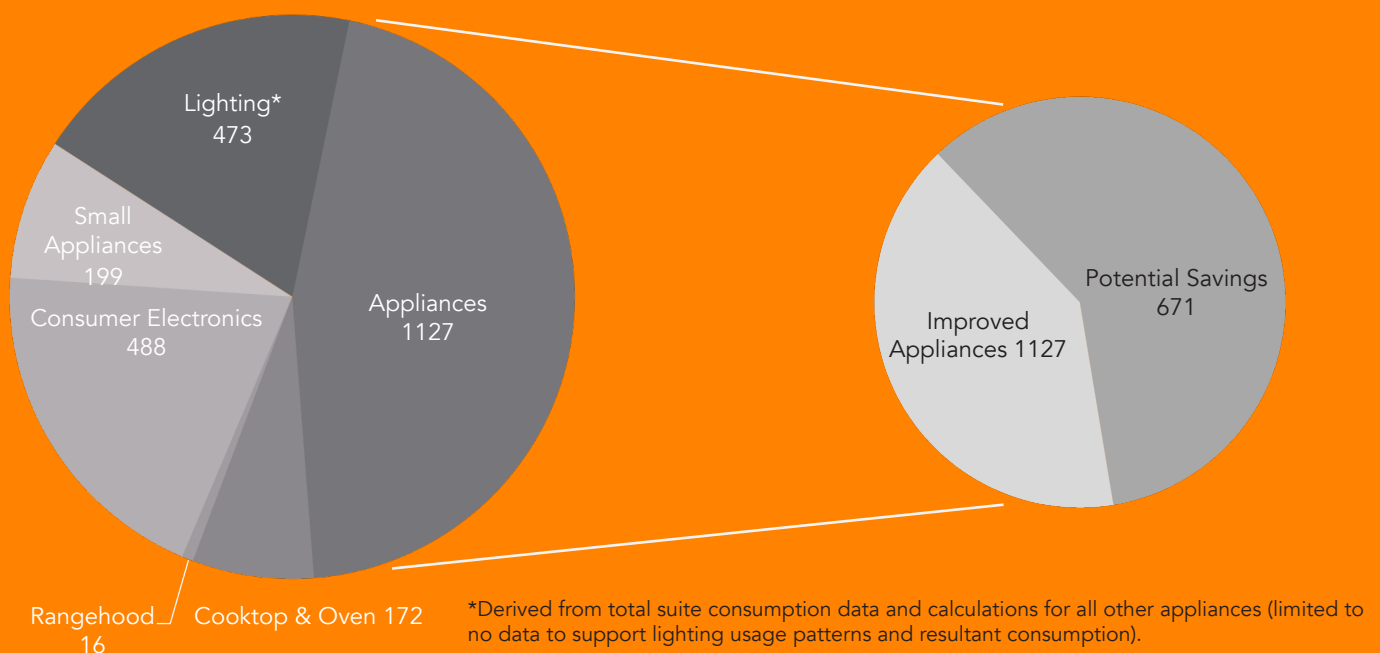 Lighting*
473
Small
Appliances
199
Consumer Electronics
488
Appliances
1127
Rangehood
16
Cooktop & Oven 172
Potential Savings
671
Improved
Appliances 1127
*Derived from total suite consumption data and calculations for all other appliances (limited to
no data to support lighting usage patterns and resultant consumption).